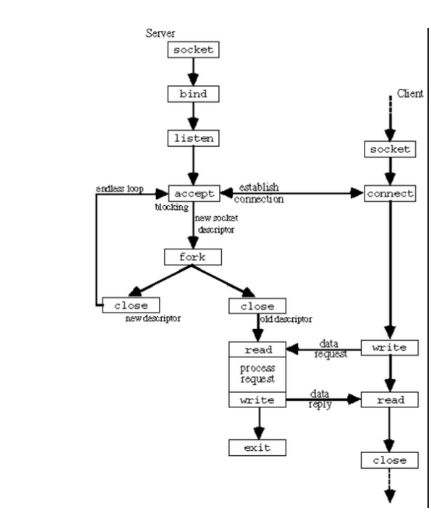 Server
socket
bind
listen
accept
endless loop
blocking
establish
connection
new socket
descriptor
fork
close
new descriptor
close
old descriptor
read
process
request
write
exit
Client
socket
connect
data
request
write
data
reply
read
close